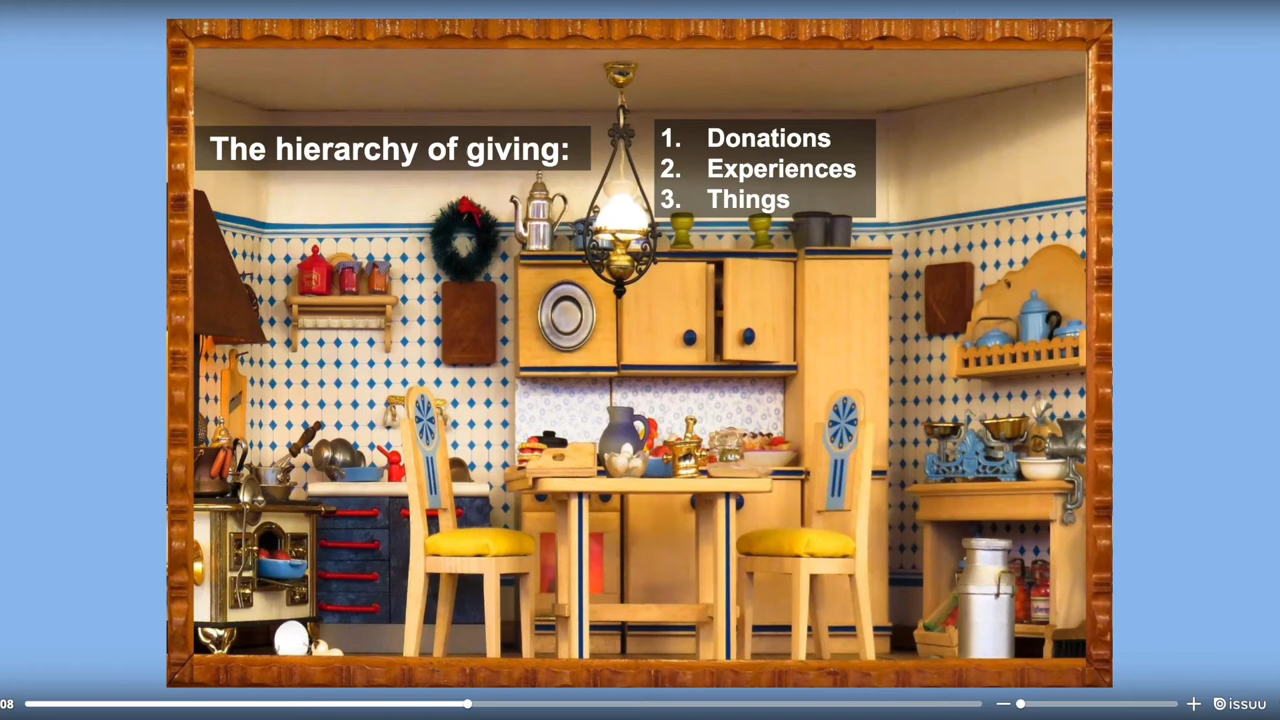 The hierarchy of giving:
1. Donations
2. Experiences
3. Things
08
issuu